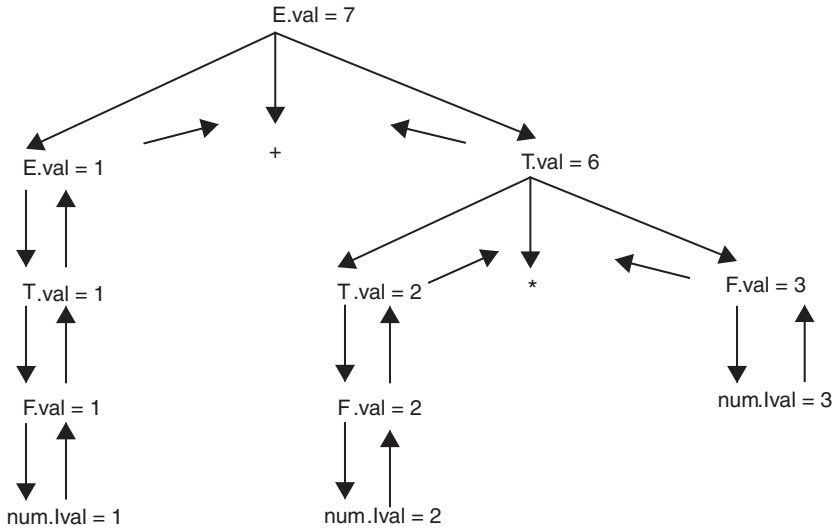 E.val = 7
+
E.val = 1
T.val = 6
T.val = 1
T.val = 2
*
F.val = 3
F.val = 1
F.val = 2
num.lval = 3
num.lval = 1
num.lval = 2